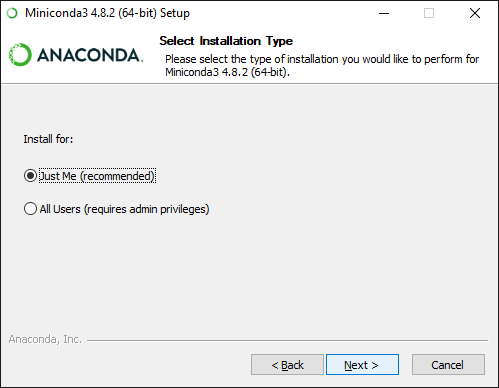 Miniconda3 4.8.2 (64-bit) Setup
ANACONDA.
Select Installation Type
Please select the type of installation you would like to perform for
Miniconda3 4.8.2 (64-bit).
Install for:
Just Me (recommended)
All Users (requires admin privileges)
Anaconda, Inc.
< Back
Next >
Cancel